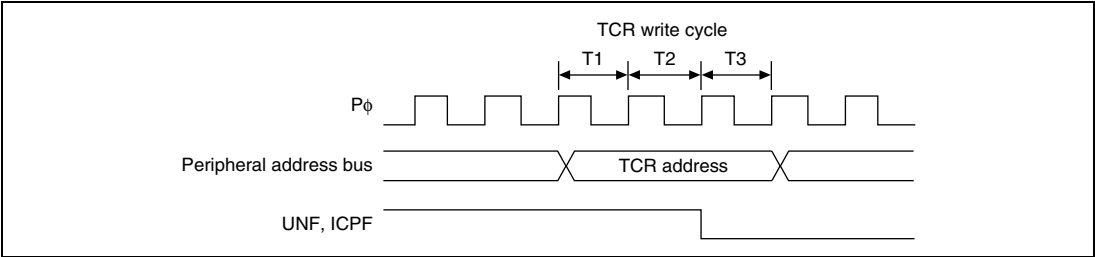 TCR write cycle
T1 T2 T3
Pϕ
Peripheral address bus
TCR address
UNF, ICPF